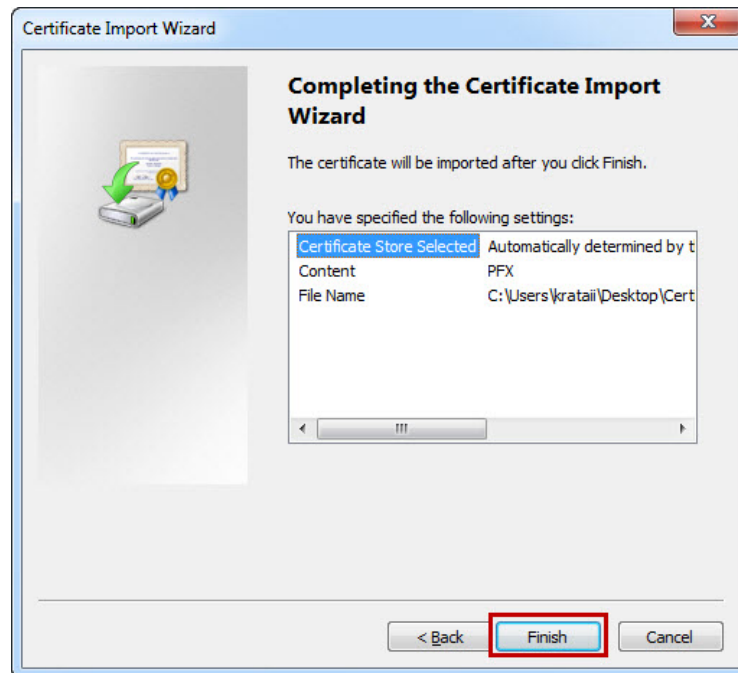 Certificate Import Wizard
Completing the Certificate Import
Wizard
The certificate will be imported after you click Finish.
You have specified the following settings:
Certificate Store Selected Automatically determined by t
Content PFX
File Name C:\Users\krataii\Desktop\Cert
< Back Finish Cancel